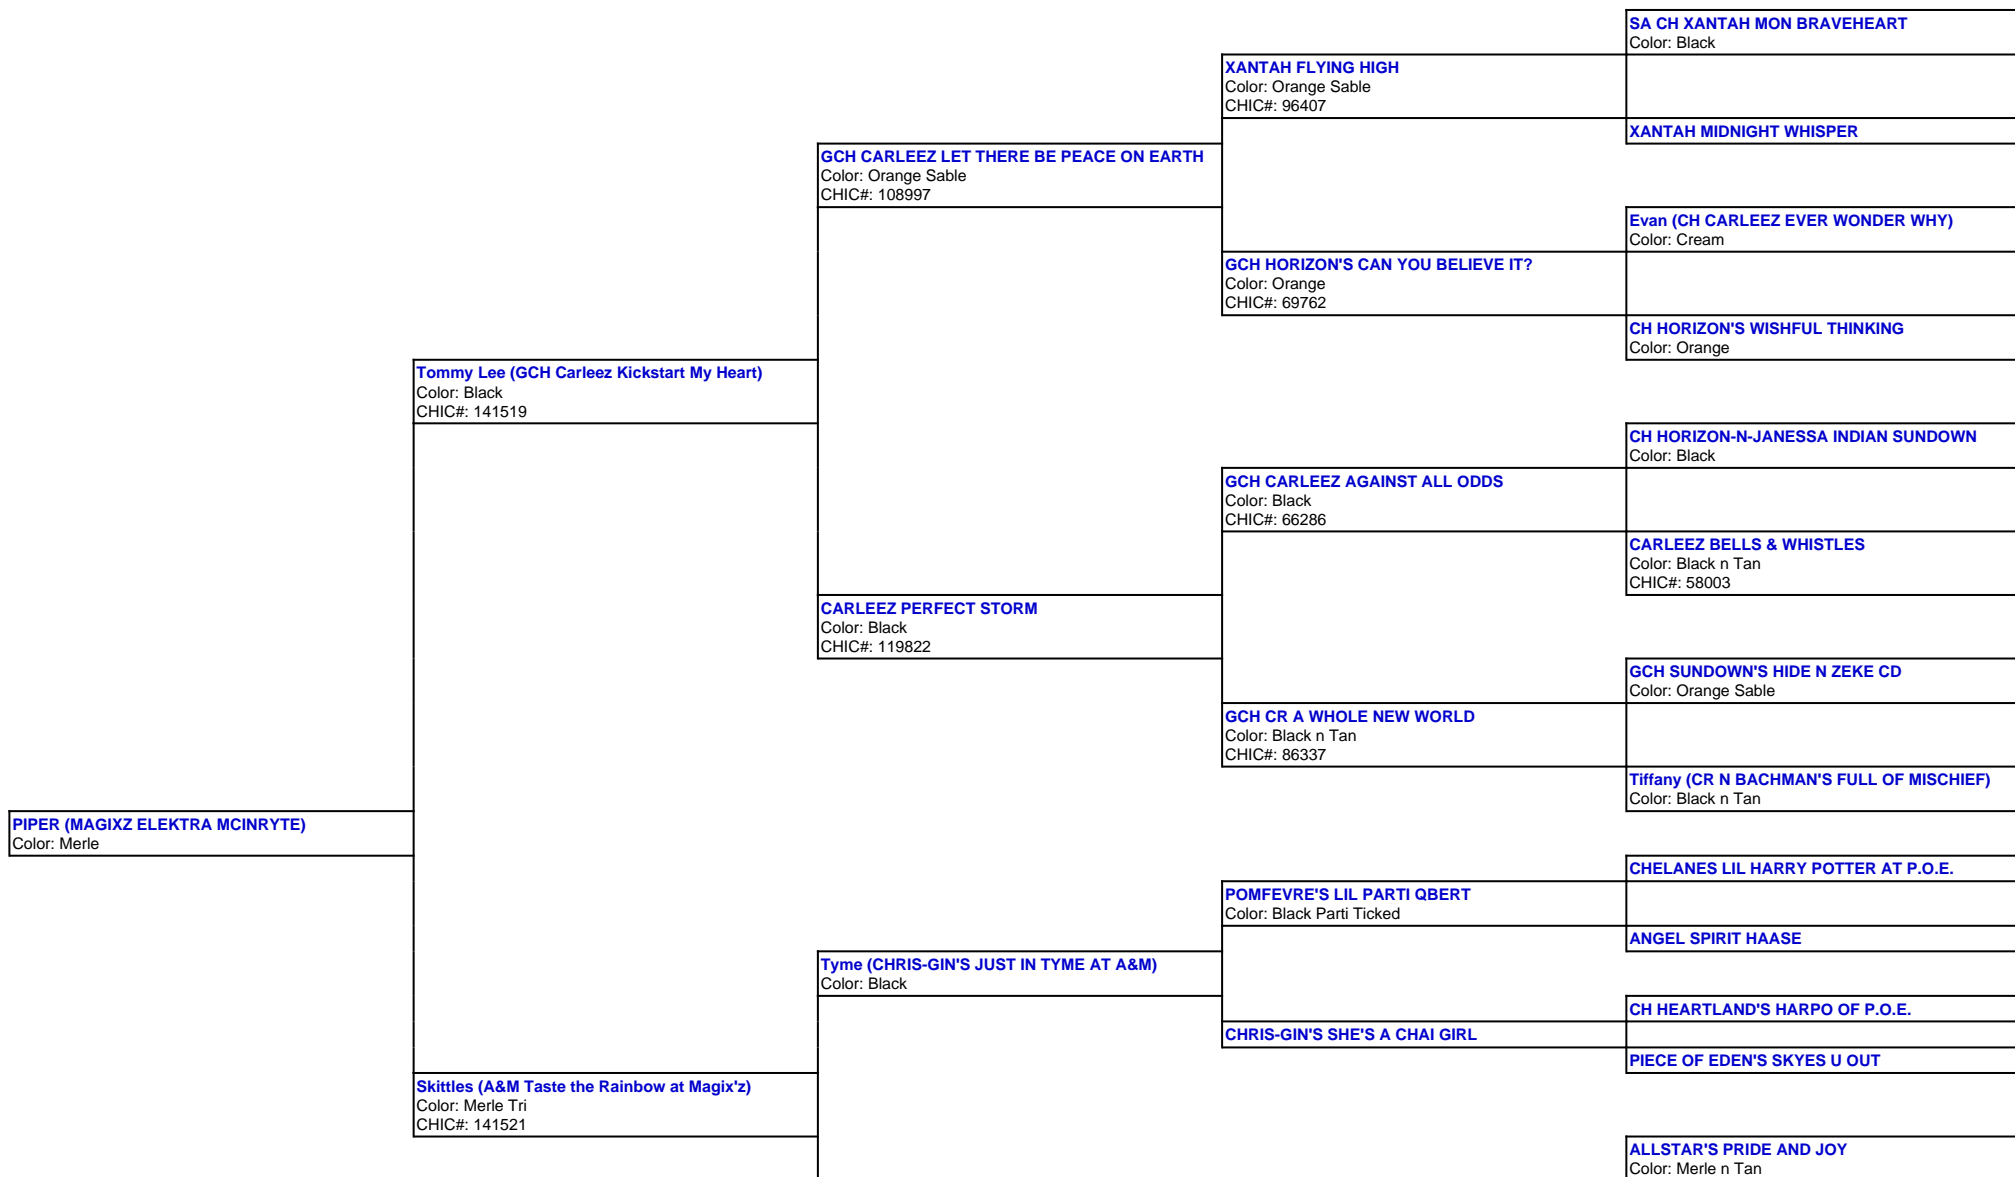 SA CH XANTAH MON BRAVEHEART
Color: Black
XANTAH FLYING HIGH
Color: Orange Sable
CHIC#: 96407
XANTAH MIDNIGHT WHISPER
GCH CARLEEZ LET THERE BE PEACE ON EARTH
Color: Orange Sable
CHIC#: 108997
Evan (CH CARLEEZ EVER WONDER WHY)
Color: Cream
GCH HORIZON'S CAN YOU BELIEVE IT?
Color: Orange
CHIC#: 69762
CH HORIZON'S WISHFUL THINKING
Color: Orange
Tommy Lee (GCH Carleez Kickstart My Heart)
Color: Black
CHIC#: 141519
CH HORIZON-N-JANESSA INDIAN SUNDOWN
Color: Black
GCH CARLEEZ AGAINST ALL ODDS
Color: Black
CHIC#: 66286
CARLEEZ BELLS & WHISTLES
Color: Black n Tan
CHIC#: 58003
CARLEEZ PERFECT STORM
Color: Black
CHIC#: 119822
GCH SUNDOWN'S HIDE N ZEKE CD
Color: Orange Sable
GCH CR A WHOLE NEW WORLD
Color: Black n Tan
CHIC#: 86337
Tiffany (CR N BACHMAN'S FULL OF MISCHIEF)
Color: Black n Tan
PIPER (MAGIXZ ELEKTRA MCINRYTE)
Color: Merle
CHELANES LIL HARRY POTTER AT P.O.E.
POMFEVRE'S LIL PARTI QBERT
Color: Black Parti Ticked
ANGEL SPIRIT HAASE
Tyme (CHRIS-GIN'S JUST IN TYME AT A&M)
Color: Black
CH HEARTLAND'S HARPO OF P.O.E.
CHRIS-GIN'S SHE'S A CHAI GIRL
PIECE OF EDEN'S SKYES U OUT
Skittles (A&M Taste the Rainbow at Magix'z)
Color: Merle Tri
CHIC#: 141521
ALLSTAR'S PRIDE AND JOY
Color: Merle n Tan